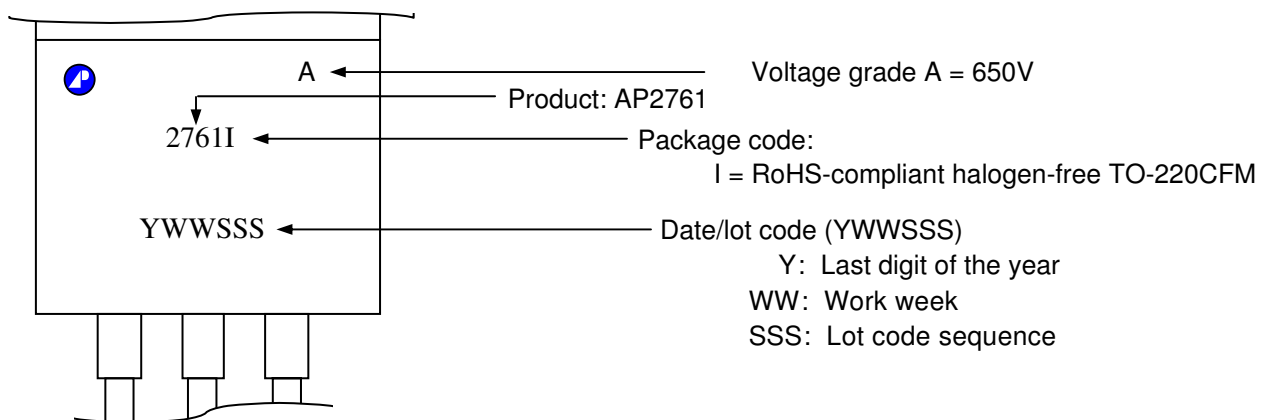 A
Voltage grade A = 650V
Product: AP2761
2761I
Package code:
I = RoHS-compliant halogen-free TO-220CFM
YWWSSS
Date/lot code (YWWSSS)
Y: Last digit of the year
WW: Work week
SSS: Lot code sequence